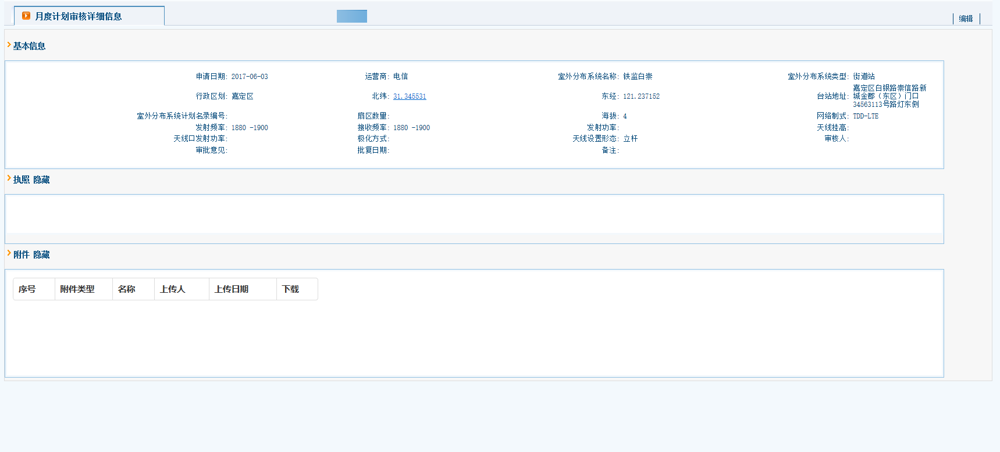 月度计划审核详细信息
编辑
基本信息
申请日期: 2017-06-03 运营商: 电信 室外分布系统名称: 铁监白崇 室外分布系统类型: 街道站
行政区划: 嘉定区 北纬: 31.345531 东经: 121.237152 台站地址: 嘉定区白银路崇信路新
城金郡（东区）门口
34563113号路灯东侧
室外分布系统计划名录编号: 扇区数量: 海拔: 4 网络制式: TDD-LTE
发射频率: 1880 -1900 接收频率: 1880 -1900 发射功率: 天线挂高:
天线口发射功率: 极化方式: 天线设置形态: 立杆 审核人:
审批意见: 批复日期: 备注:
执照 隐藏
附件 隐藏
序号 附件类型 名称 上传人 上传日期 下载